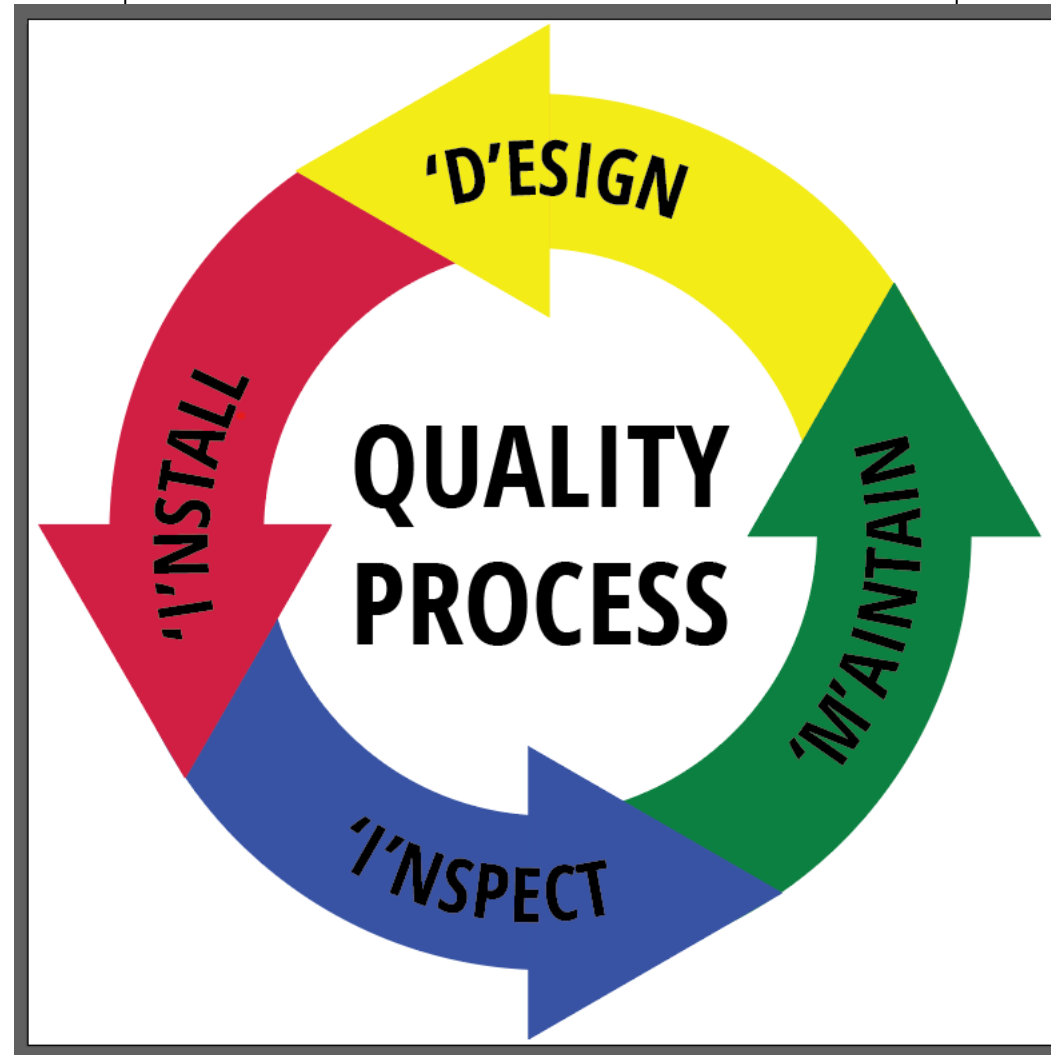 ‘D’ESIGN
‘I’NSTALL
QUALITY
PROCESS
‘M’AINTAIN
‘I’NSPECT